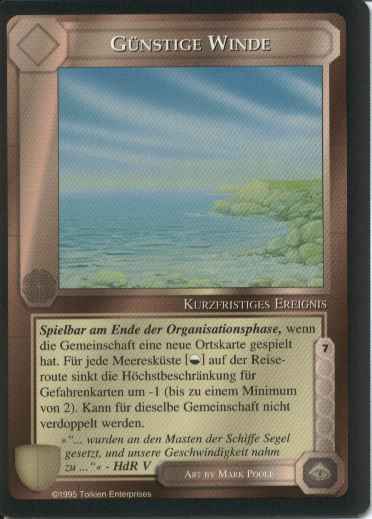 GÜNSTIGE WINDE
KURZFRISTIGES EREIGNIS
Spielbar am Ende der Organisationsphase, wenn
die Gemeinschaft eine neue Ortskarte gespielt
hat. Für jede Meeresküste [] auf der Reise-
route sinkt die Höchstbeschränkung für
Gefahrenkarten um -1 (bis zu einem Minimum
von 2). Kann für dieselbe Gemeinschaft nicht
verdoppelt werden.
7
»"... wurden an den Masten der Schiffe Segel
gesetzt, und unsere Geschwindigkeit nahm
zu ..."« - HdR V
ART BY MARK POOLE
©1995 Tolkien Enterprises